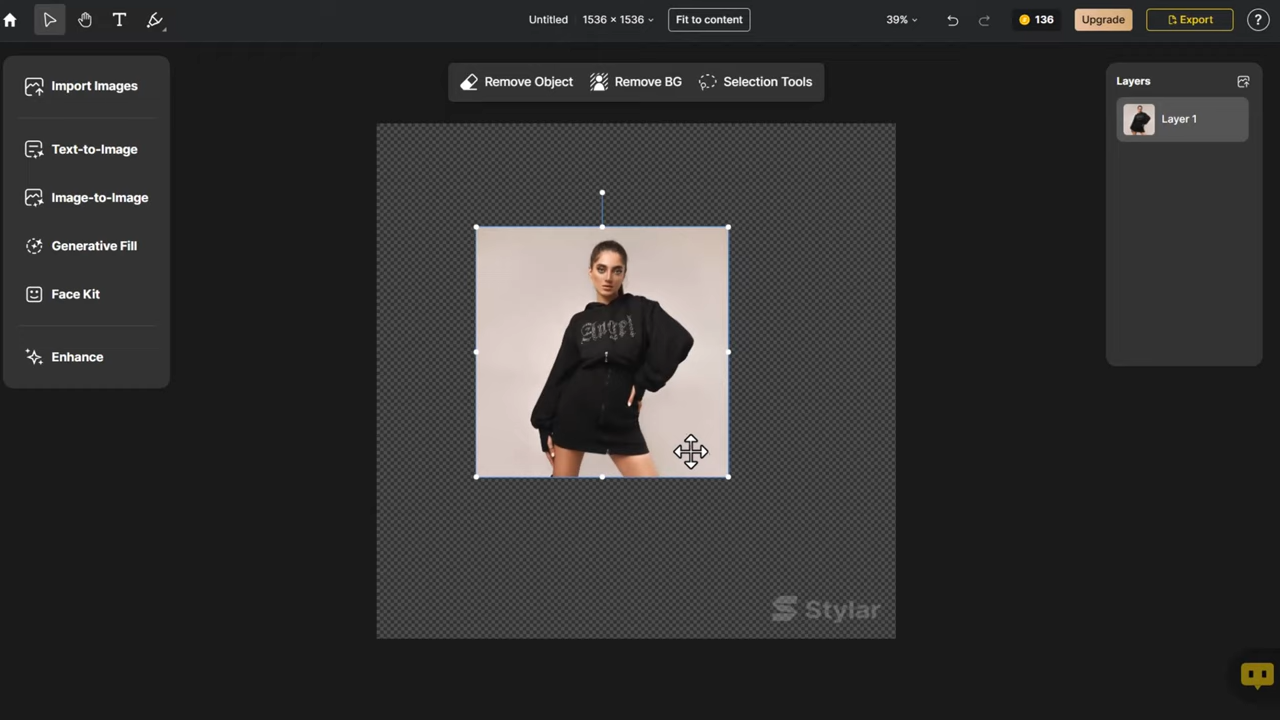 Untitled 1536 × 1536 Fit to content 39% 136 Upgrade Export ?
Import Images
Text-to-Image
Image-to-Image
Generative Fill
Face Kit
Enhance
Remove Object Remove BG Selection Tools
Angel
Stylar
Layers
Layer 1